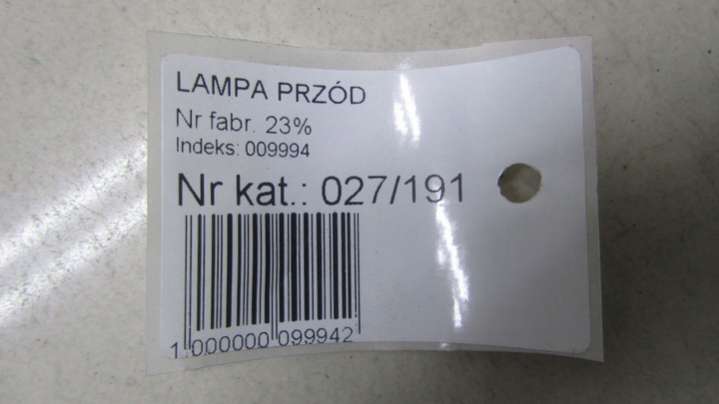 LAMPA PRZÓD
Nr fabr. 23%
Indeks: 009994
Nr kat.: 027/191
1 000000 099942